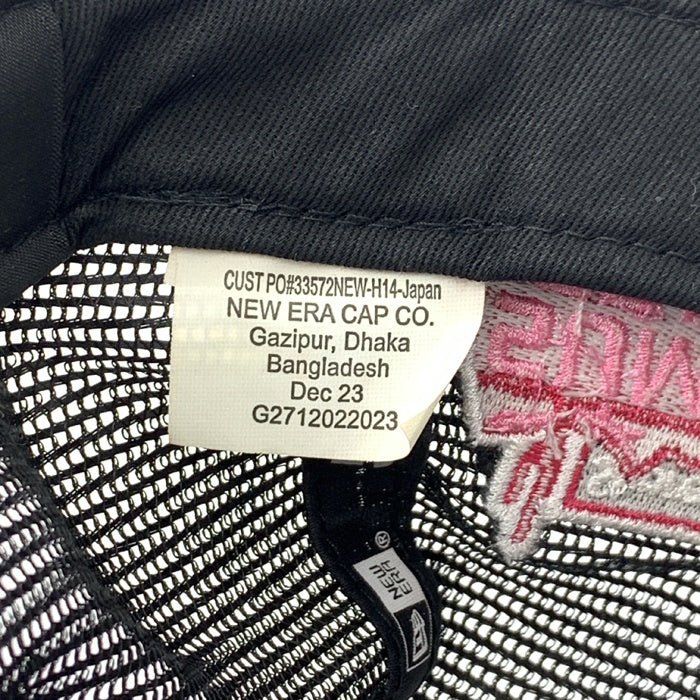 CUST PO#33572NEW-H14-Japan
NEW ERA CAP CO.
Gazipur, Dhaka
Bangladesh
Dec 23
G2712022023
NEW
ERA
®